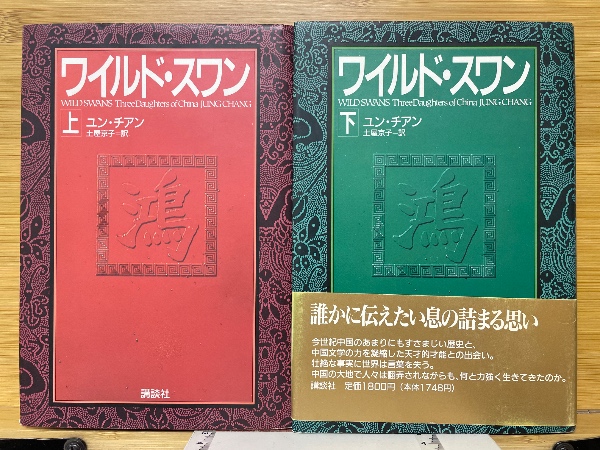 ワイルド・スワン
WILD SWANS Three Daughters of China JUNG CHANG
上
ユン・チアン
土屋京子=訳
鴻
講談社
ワイルド・スワン
WILD SWANS Three Daughters of China JUNG CHANG
下
ユン・チアン
土屋京子=訳
鴻
誰かに伝えたい息の詰まる思い
今世紀中国のあまりにもすさまじい歴史と、
中国文学の力を凝縮した天才的才能との出会い。
壮絶な事実に世界は言葉を失う。
中国の大地で人々は翻弄されながらも、何と力強く生きてきたのか。
講談社 定価1800円(本体1748円)